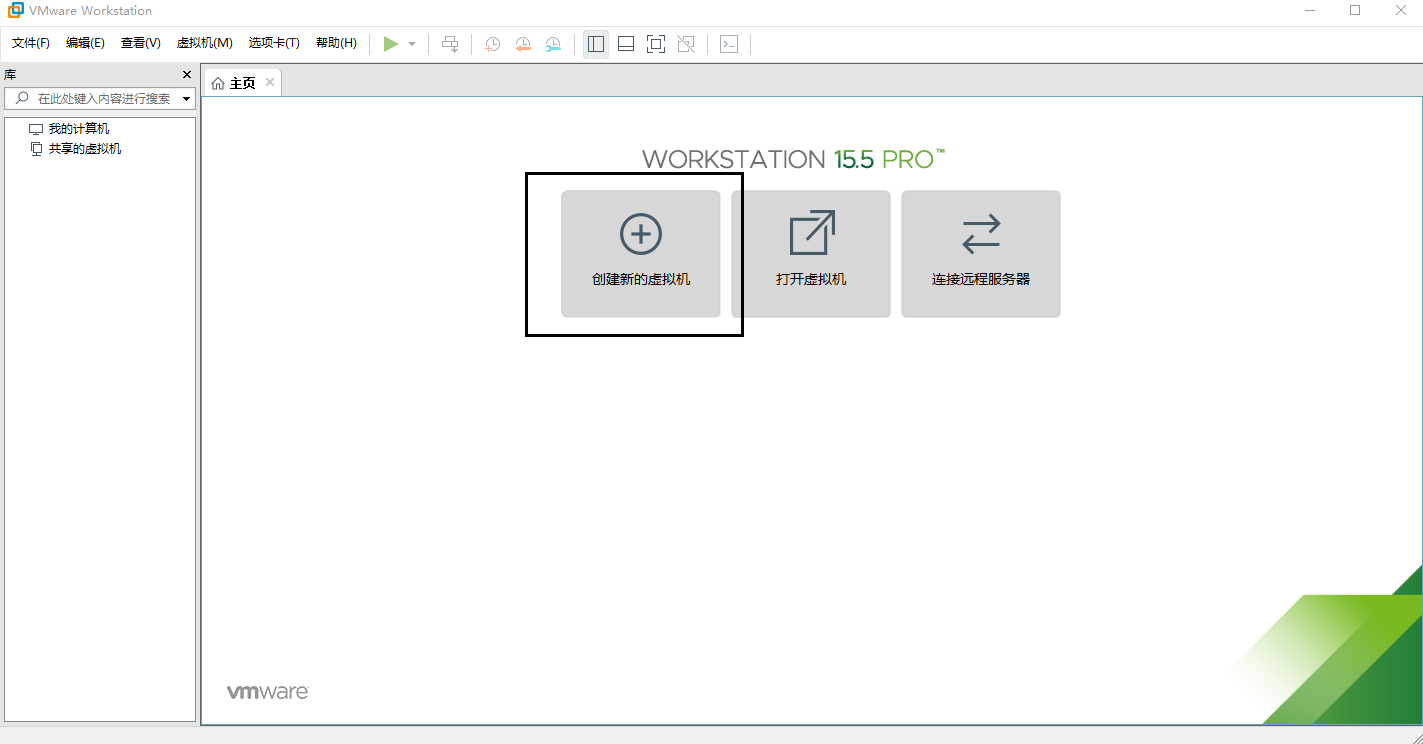 VMware Workstation
文件(F) 编辑(E) 查看(V) 虚拟机(M) 选项卡(T) 帮助(H)
库
在此处键入内容进行搜索
我的计算机
共享的虚拟机
主页
WORKSTATION 15.5 PRO™
创建新的虚拟机 打开虚拟机 连接远程服务器
vmware